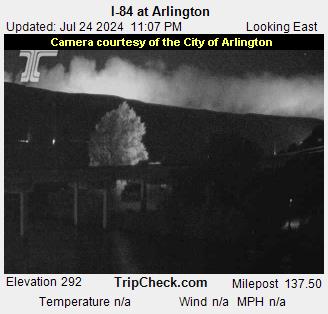 I-84 at Arlington
Updated: Jul 24 2024 11:07 PM Looking East
Camera courtesy of the City of Arlington
Elevation 292 TripCheck.com Milepost 137.50
Temperature n/a Wind n/a MPH n/a